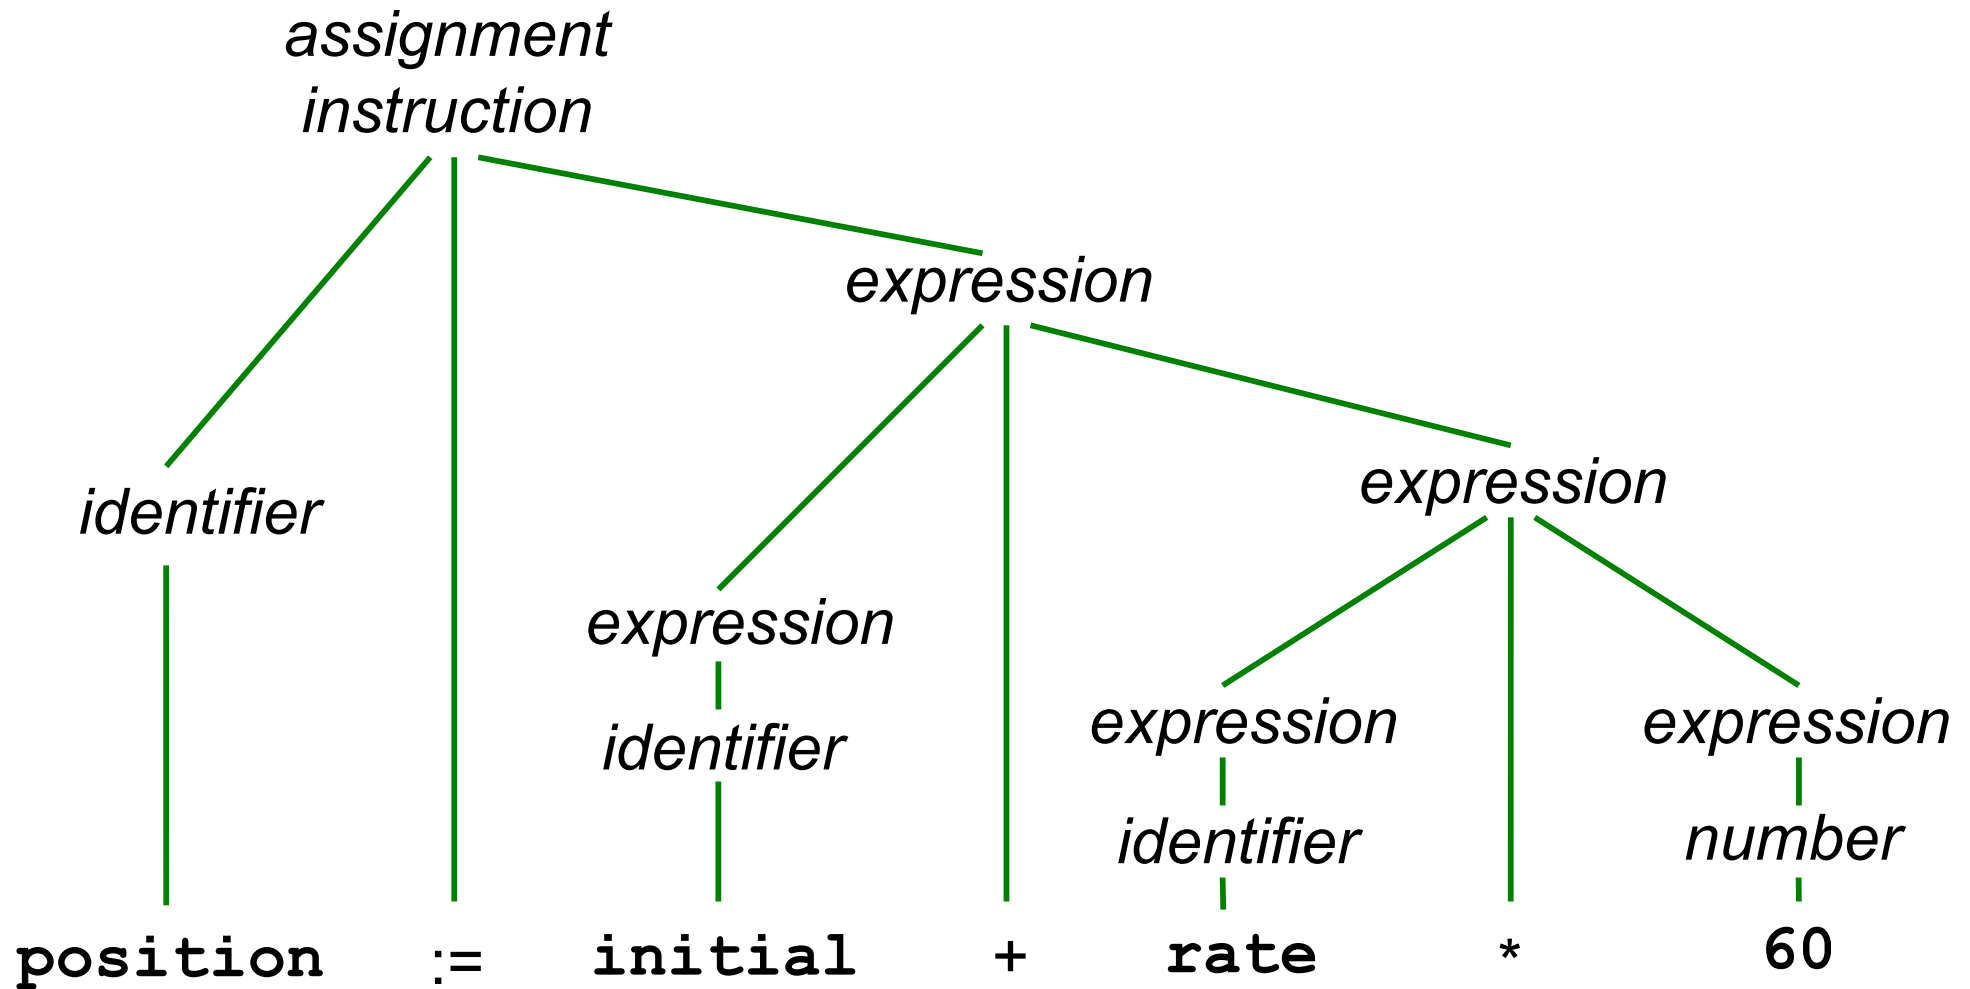 assignment
instruction
expression
expression
identifier
expression
expression
expression
identifier
identifier
number
position := initial + rate * 60